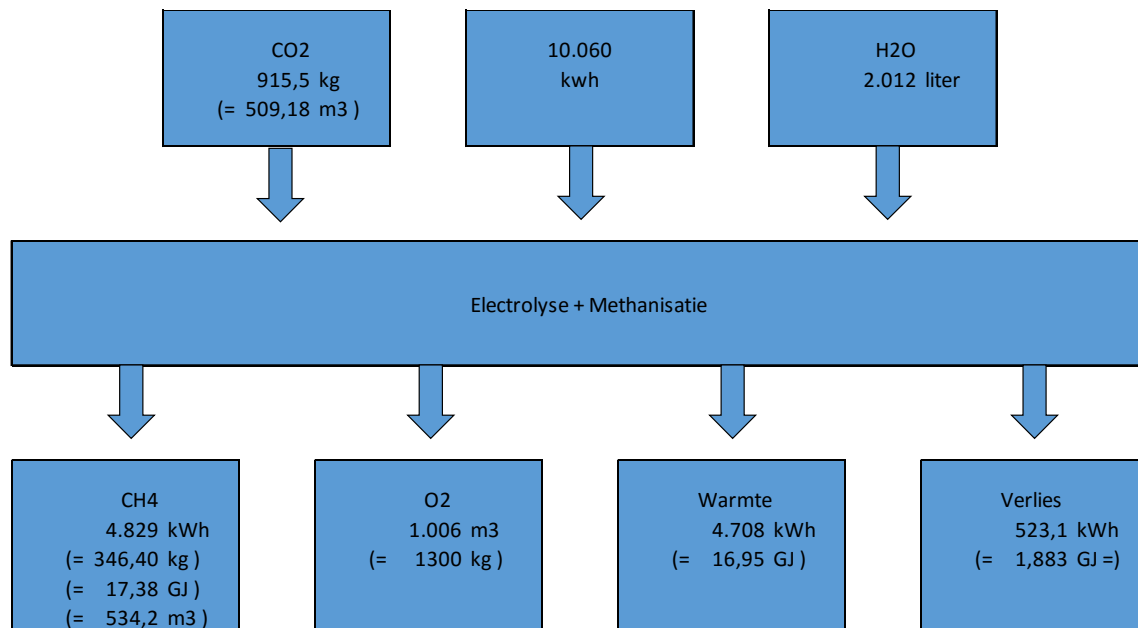 CO2
915,5 kg
(= 509,18 m3 )
10.060
kwh
H2O
2.012 liter
Electrolyse + Methanisatie
CH4
4.829 kWh
(= 346,40 kg )
(= 17,38 GJ )
(= 534,2 m3 )
O2
1.006 m3
(= 1300 kg )
Warmte
4.708 kWh
(= 16,95 GJ )
Verlies
523,1 kWh
(= 1,883 GJ =)